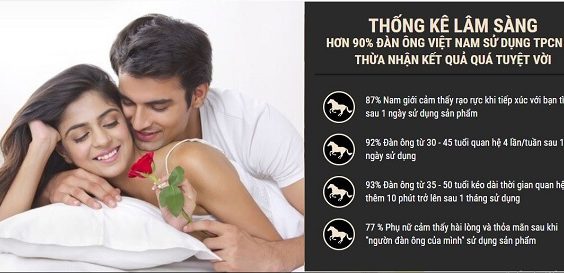 THỐNG KÊ LÂM SÀNG
HƠN 90% ĐÀN ÔNG VIỆT NAM SỬ DỤNG TPCN
THỪA NHẬN KẾT QUẢ QUÁ TUYỆT VỜI
87% Nam giới cảm thấy rạo rực khi tiếp xúc với bạn tì
sau 1 ngày sử dụng sản phẩm
92% Đàn ông từ 30 - 45 tuổi quan hệ 4 lần/tuần sau 1
ngày sử dụng
93% Đàn ông từ 35 - 50 tuổi kéo dài thời gian quan hệ
thêm 10 phút trở lên sau 1 tháng sử dụng
77 % Phụ nữ cảm thấy hài lòng và thỏa mãn sau khi
"người đàn ông của mình" sử dụng sản phẩm